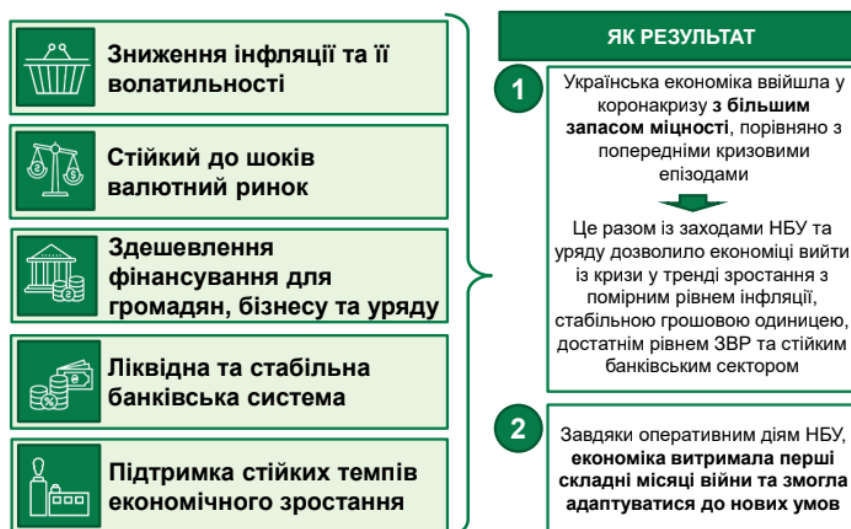 Зниження інфляції та її
волатильності
Стійкий до шоків
валютний ринок
Здешевлення
фінансування для
громадян, бізнесу та уряду
Ліквідна та стабільна
банківська система
Підтримка стійких темпів
економічного зростання
ЯК РЕЗУЛЬТАТ
1
Українська економіка ввійшла у
коронакризу з більшим
запасом міцності, порівняно з
попередніми кризовими
епізодами
Це разом із заходами НБУ та
уряду дозволило економіці вийти
із кризи у тренді зростання з
помірним рівнем інфляції,
стабільною грошовою одиницею,
достатнім рівнем ЗВР та стійким
банківським сектором
2
Завдяки оперативним діям НБУ,
економіка витримала перші
складні місяці війни та змогла
адаптуватися до нових умов